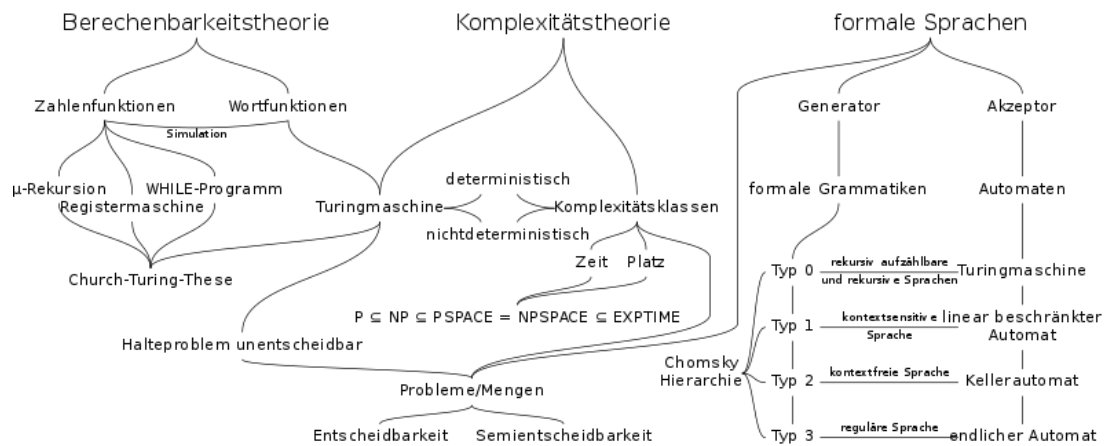 Berechenbarkeitstheorie
Komplexitätstheorie
formale Sprachen
Zahlenfunktionen
Wortfunktionen
Generator
Akzeptor
Simulation
deterministisch
µ-Rekursion
WHILE-Programm
formale Grammatiken
Automaten
Registermaschine
Turingmaschine
Komplexitätsklassen
nichtdeterministisch
Zeit
Platz
Church-Turing-These
Typ 0
rekursiv aufzählbare
und rekursive Sprachen
Turingmaschine
P ⊆ NP ⊆ PSPACE = NPSPACE ⊆ EXPTIME
Typ 1
kontextsensitive
Sprache
linear beschränkter
Automat
Halteproblem unentscheidbar
Chomsky
Hierarchie
Typ 2
kontextfreie Sprache
Kellerautomat
Probleme/Mengen
Entscheidbarkeit
Semientscheidbarkeit
Typ 3
reguläre Sprache
endlicher Automat